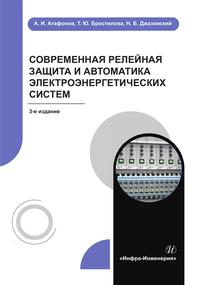 А. И. Агафонов, Т. Ю. Бростилова, Н. Б. Джазовский
СОВРЕМЕННАЯ РЕЛЕЙНАЯ
ЗАЩИТА И АВТОМАТИКА
ЭЛЕКТРОЭНЕРГЕТИЧЕСКИХ
СИСТЕМ
3-е издание
«Инфра-Инженерия»